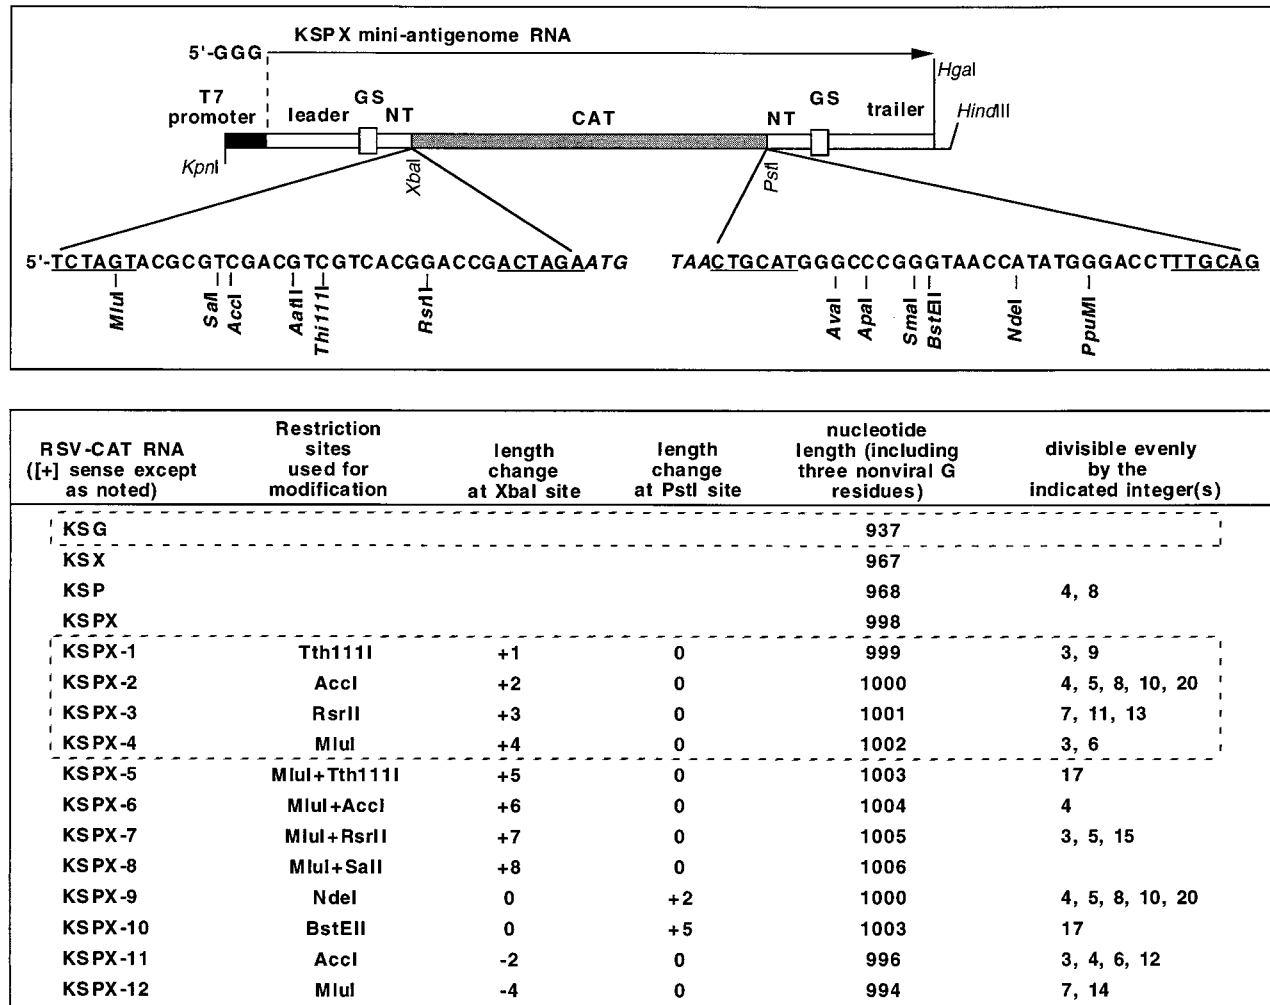 KSPX mini-antigenome RNA
5'-GGG
HgaI
T7 promoter
leader
GS
NT
CAT
NT
GS
trailer
HindIII
KpnI
XbaI
PstI
5'-TCTAGTACGCGTCGACGTCGTCACGGACCGACTAGAATG
TAACTGCATGGGCCCGGGTAACCATATGGGACCTTTGCAG
MluI
SalI
AccI
AatII
Thi111I
RsrII
AvaI
ApaI
SmaI
BstEII
NdeI
PpuMI
RSV-CAT RNA ([+] sense except as noted)
Restriction sites used for modification
length change at XbaI site
length change at PstI site
nucleotide length (including three nonviral G residues)
divisible evenly by the indicated integer(s)
KSG 937
KSX 967
KSP 968 4, 8
KSPX 998
KSPX-1 Tth111I +1 0 999 3, 9
KSPX-2 AccI +2 0 1000 4, 5, 8, 10, 20
KSPX-3 RsrII +3 0 1001 7, 11, 13
KSPX-4 MluI +4 0 1002 3, 6
KSPX-5 MluI+Tth111I +5 0 1003 17
KSPX-6 MluI+AccI +6 0 1004 4
KSPX-7 MluI+RsrII +7 0 1005 3, 5, 15
KSPX-8 MluI+SalI +8 0 1006
KSPX-9 NdeI 0 +2 1000 4, 5, 8, 10, 20
KSPX-10 BstEII 0 +5 1003 17
KSPX-11 AccI -2 0 996 3, 4, 6, 12
KSPX-12 MluI -4 0 994 7, 14